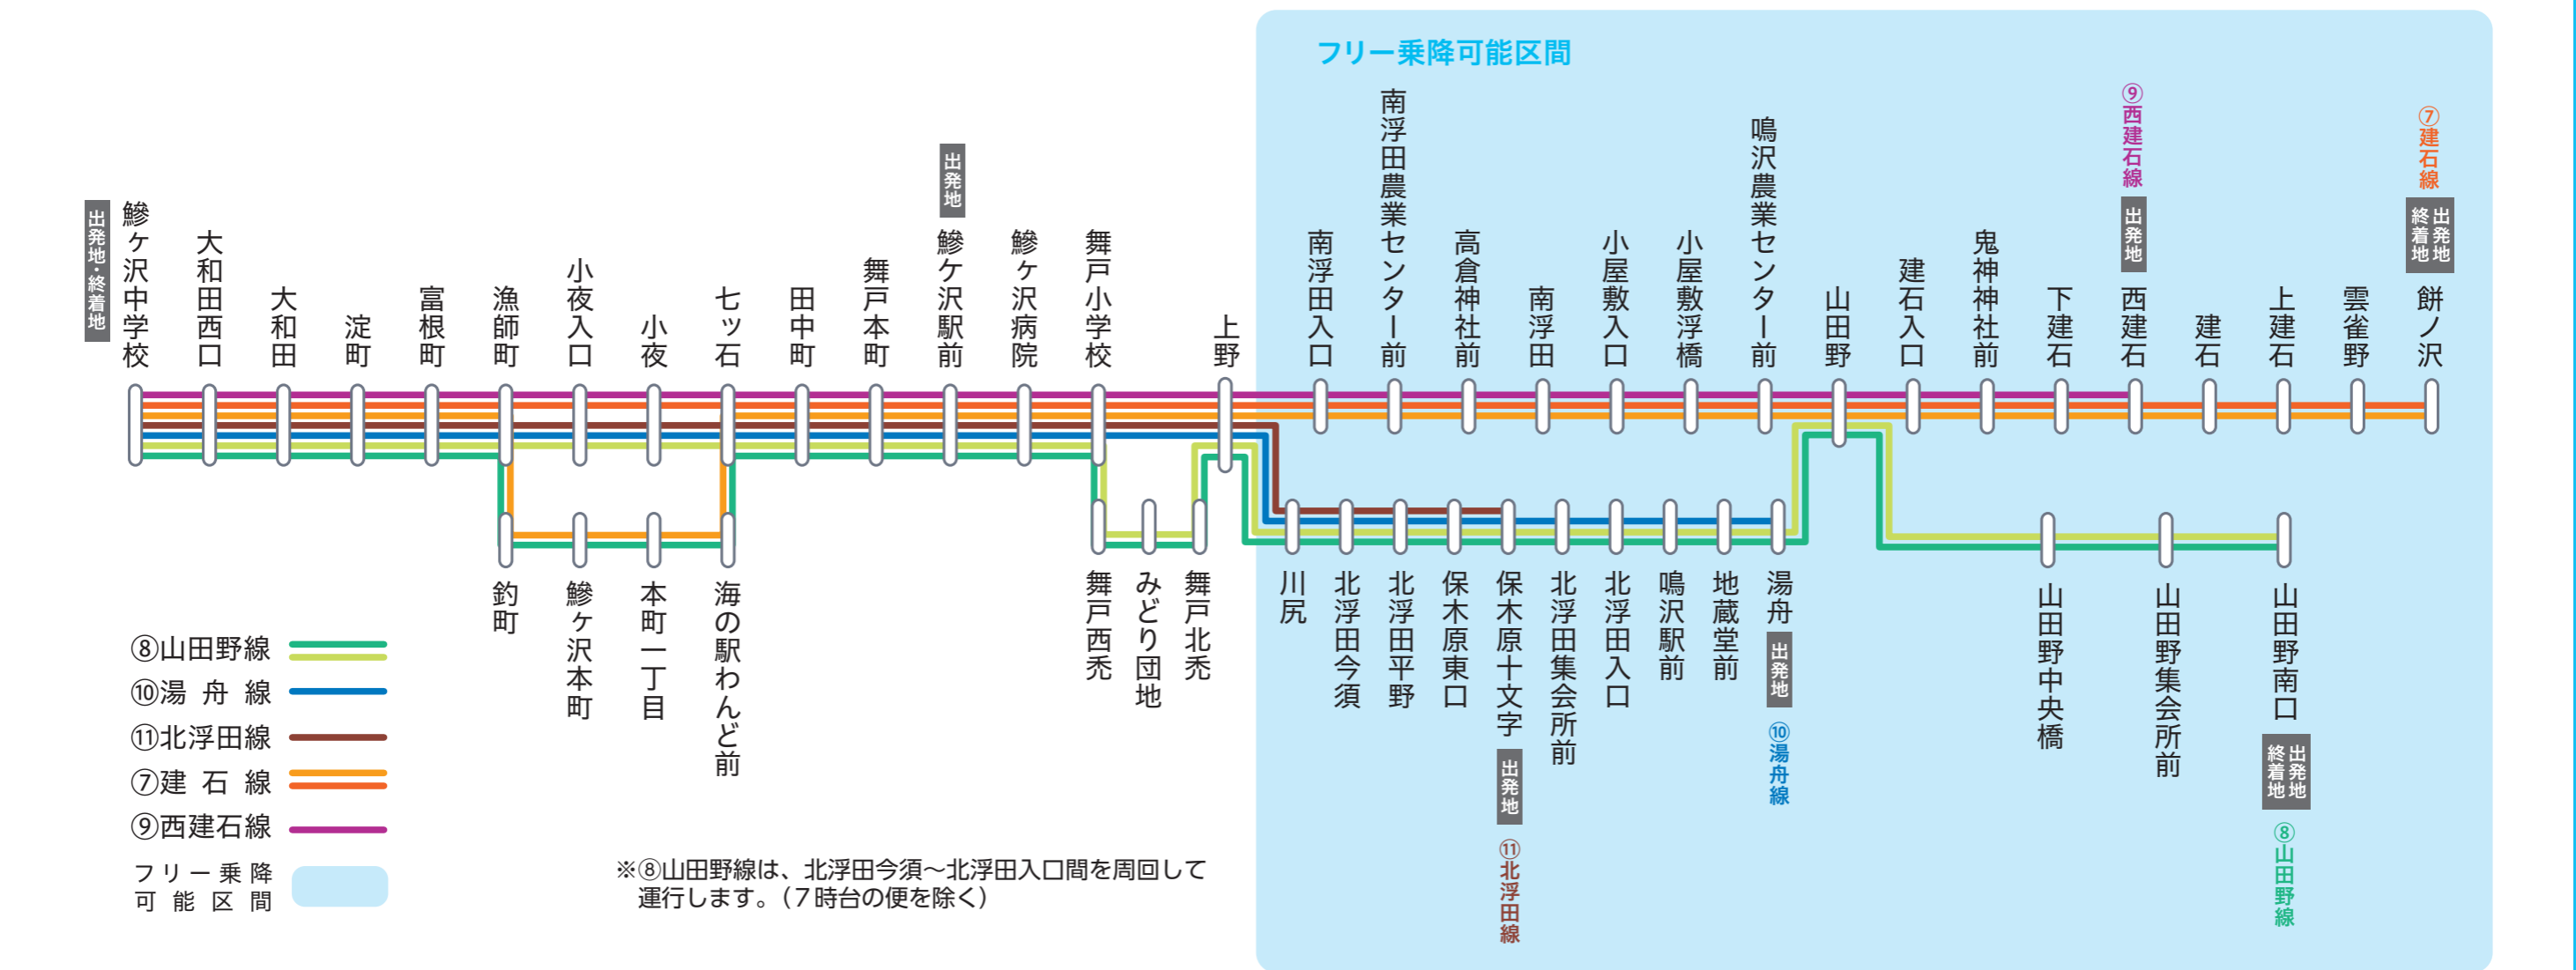 フリー乗降可能区間
出発地・終着地
鰺ヶ沢中学校
大和田西口
大和田
淀町
富根町
漁師町
小夜入口
小夜
七ッ石
田中町
舞戸本町
出発地
鰺ケ沢駅前
鰺ヶ沢病院
舞戸小学校
上野
南浮田入口
南浮田農業センター前
高倉神社前
南浮田
小屋敷入口
小屋敷浮橋
鳴沢農業センター前
山田野
建石入口
鬼神神社前
下建石
⑨西建石線
出発地
西建石
建石
上建石
雲雀野
⑦建石線
出発地
終着地
餅ノ沢
釣町
鰺ヶ沢本町
本町一丁目
海の駅わんど前
舞戸西禿
みどり団地
舞戸北禿
川尻
北浮田今須
北浮田平野
保木原東口
保木原十文字
出発地
⑪北浮田線
北浮田集会所前
北浮田入口
鳴沢駅前
地蔵堂前
湯舟
出発地
⑩湯舟線
山田野中央橋
山田野集会所前
山田野南口
出発地
終着地
⑧山田野線
⑧山田野線
⑩湯舟線
⑪北浮田線
⑦建石線
⑨西建石線
フリー乗降
可能区間
※⑧山田野線は、北浮田今須〜北浮田入口間を周回して
運行します。（７時台の便を除く）